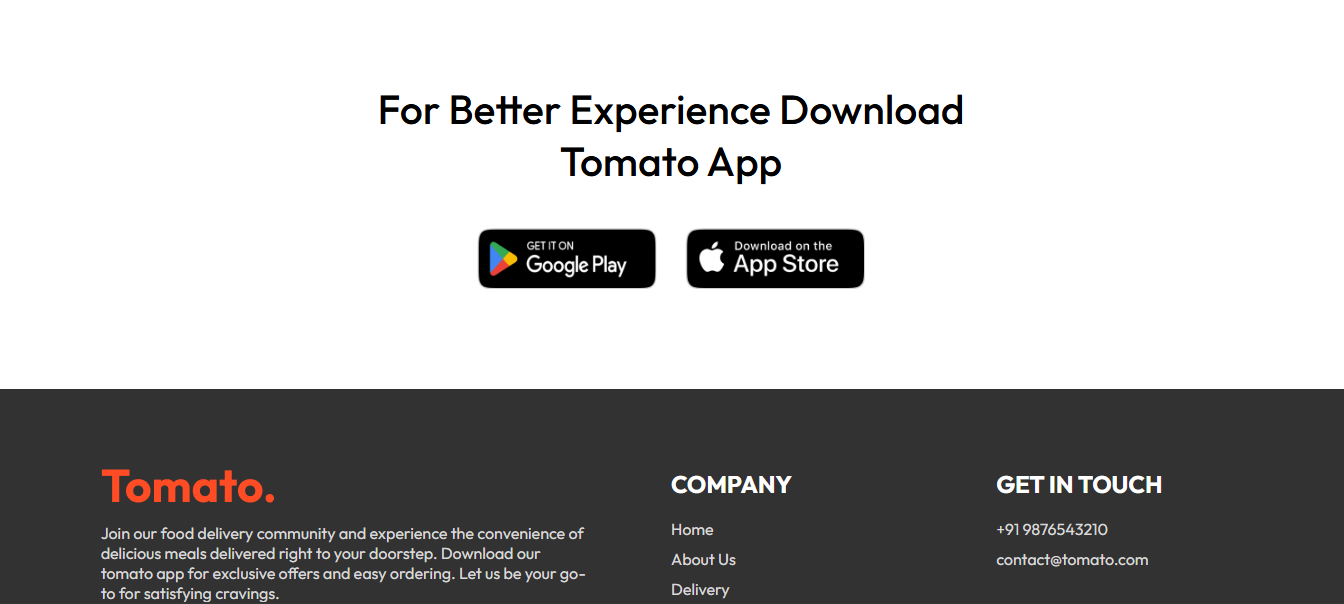 For Better Experience Download
Tomato App
GET IT ON
Google Play
Download on the
App Store
Tomato.
Join our food delivery community and experience the convenience of
delicious meals delivered right to your doorstep. Download our
tomato app for exclusive offers and easy ordering. Let us be your go-
to for satisfying cravings.
COMPANY
Home
About Us
Delivery
GET IN TOUCH
+91 9876543210
contact@tomato.com